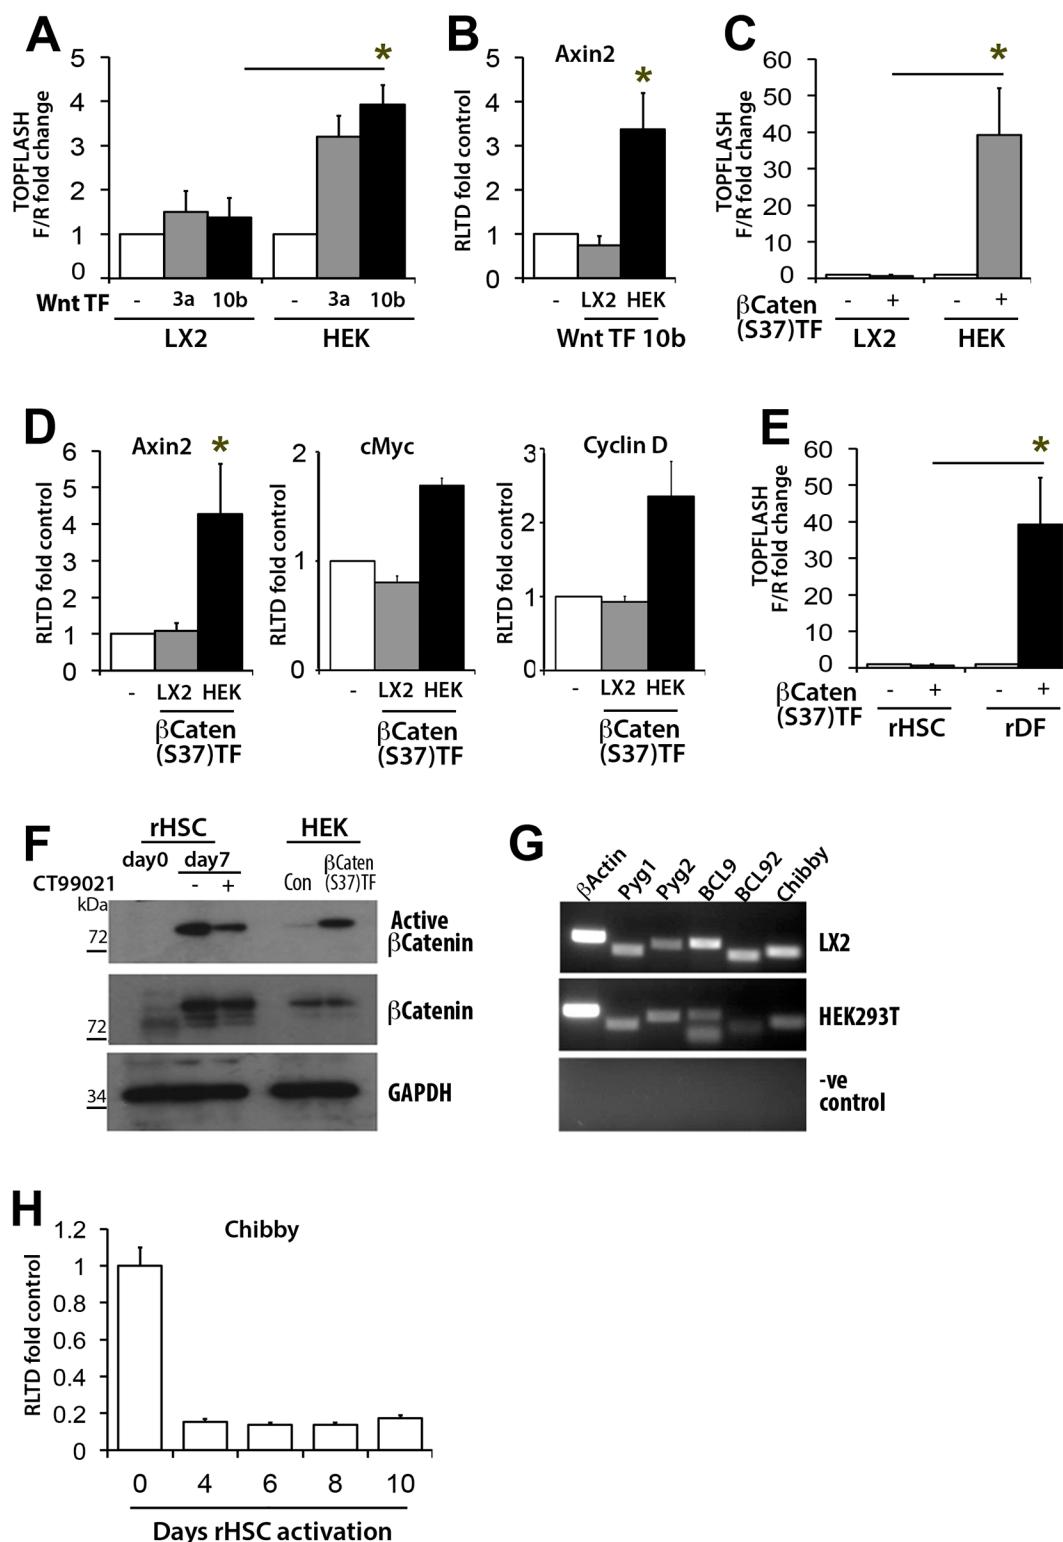 A
TOPFLASH
F/R fold change
5
4
3
2
1
0
*
Wnt TF
- 3a 10b - 3a 10b
LX2 HEK
B
Axin2
RLTD fold control
5
4
3
2
1
0
*
- LX2 HEK
Wnt TF 10b
C
TOPFLASH
F/R fold change
60
50
40
30
20
10
0
*
βCaten
(S37)TF
- + - +
LX2 HEK
D
Axin2
RLTD fold control
6
5
4
3
2
1
0
*
- LX2 HEK
βCaten
(S37)TF
cMyc
RLTD fold control
2
1
0
- LX2 HEK
βCaten
(S37)TF
Cyclin D
RLTD fold control
3
2
1
0
- LX2 HEK
βCaten
(S37)TF
E
TOPFLASH
F/R fold change
60
50
40
30
20
10
0
*
βCaten
(S37)TF
- + - +
rHSC rDF
F
rHSC HEK
day0 day7
CT99021 - + Con βCaten
(S37)TF
kDa
72
Active
βCatenin
72
βCatenin
34
GAPDH
G
βActin Pyg1 Pyg2 BCL9 BCL92 Chibby
LX2
HEK293T
-ve
control
H
Chibby
RLTD fold control
1.2
1
0.8
0.6
0.4
0.2
0
0 4 6 8 10
Days rHSC activation